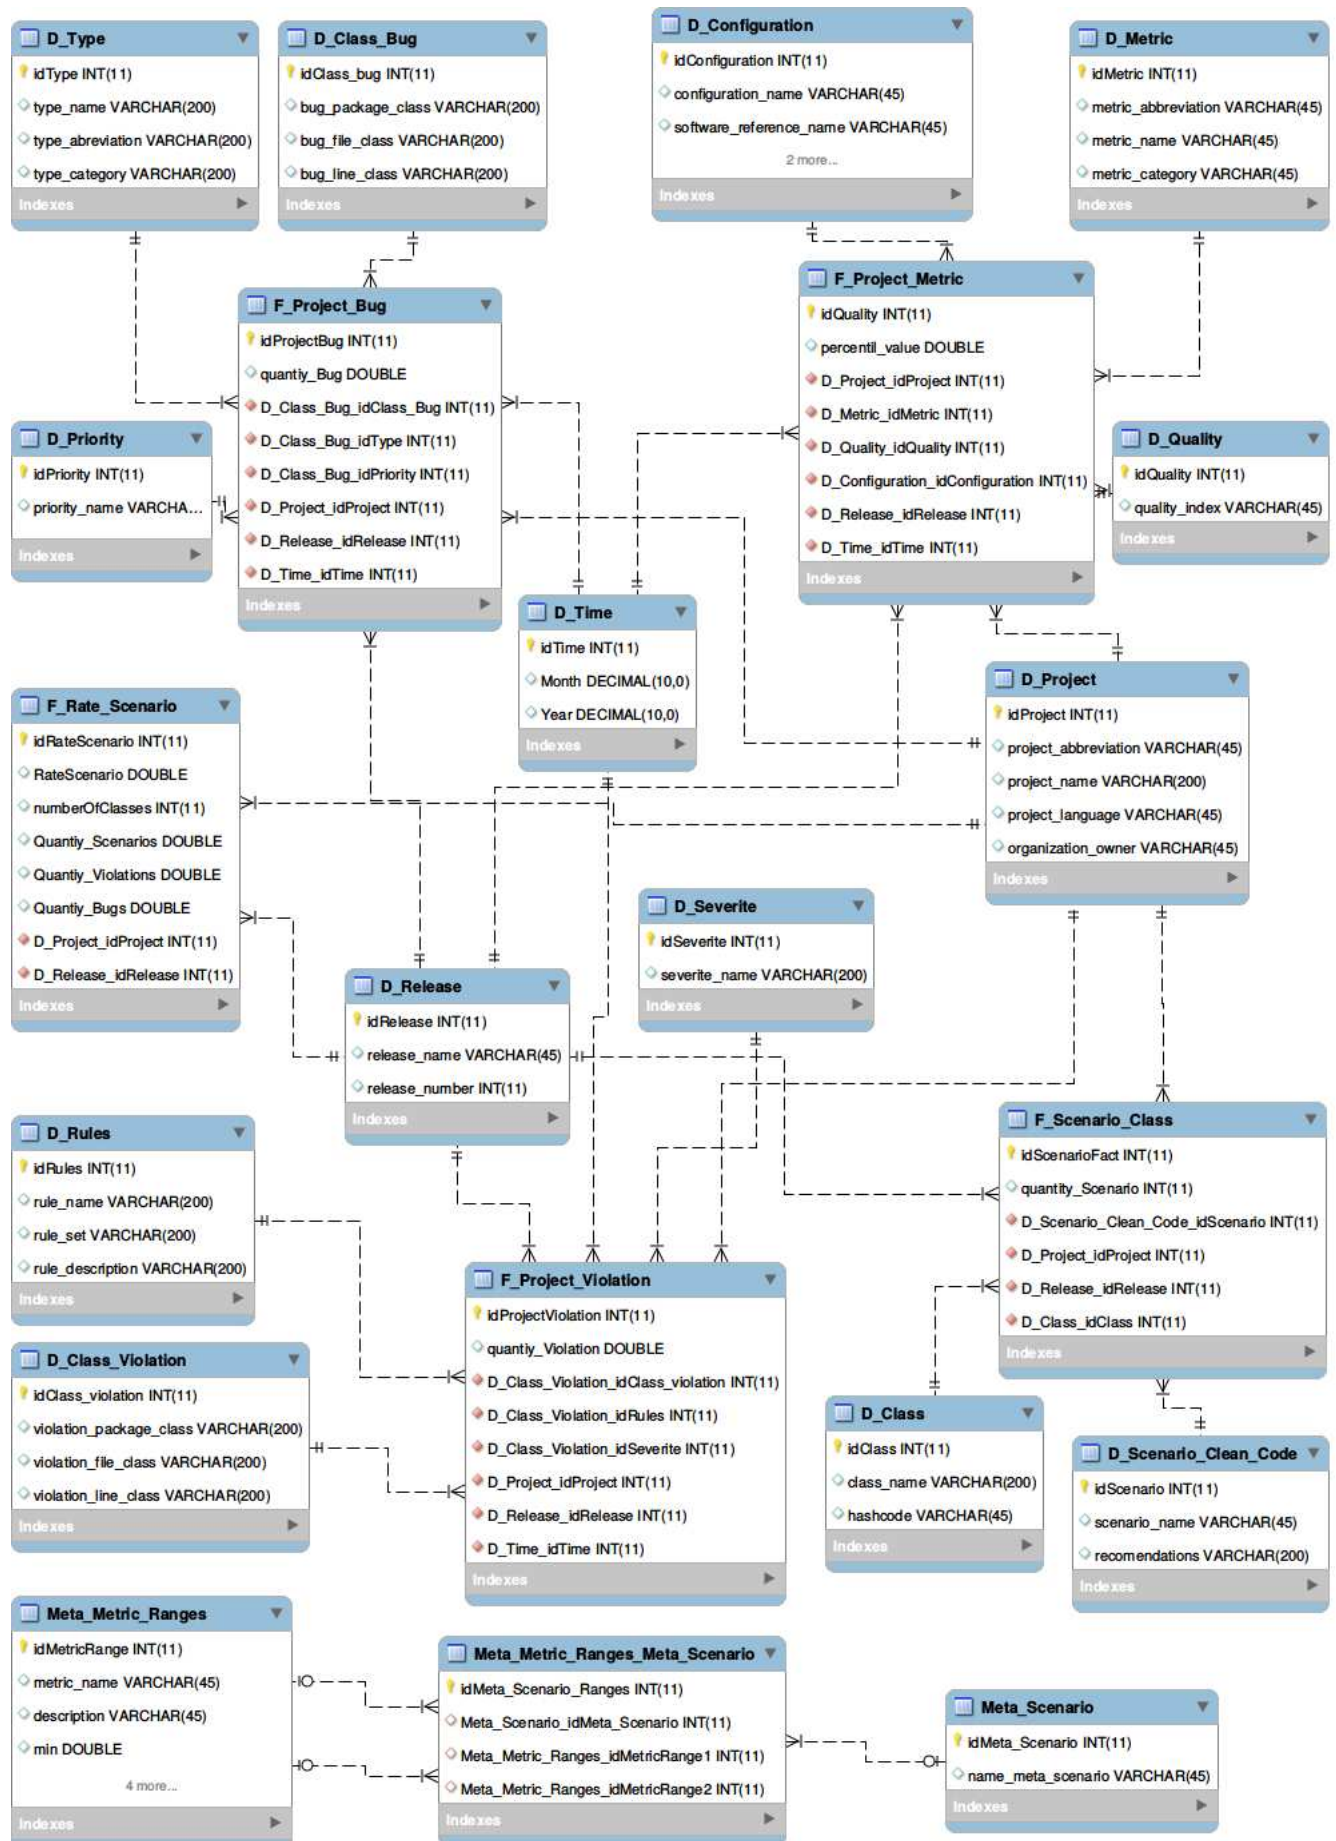 D_Type
idType INT(11)
type_name VARCHAR(200)
type_abreviation VARCHAR(200)
type_category VARCHAR(200)
Indexes
D_Class_Bug
idClass_bug INT(11)
bug_package_class VARCHAR(200)
bug_file_class VARCHAR(200)
bug_line_class VARCHAR(200)
Indexes
D_Configuration
idConfiguration INT(11)
configuration_name VARCHAR(45)
software_reference_name VARCHAR(45)
2 more...
Indexes
D_Metric
idMetric INT(11)
metric_abbreviation VARCHAR(45)
metric_name VARCHAR(45)
metric_category VARCHAR(45)
Indexes
F_Project_Bug
idProjectBug INT(11)
quantiy_Bug DOUBLE
D_Class_Bug_idClass_Bug INT(11)
D_Class_Bug_idType INT(11)
D_Class_Bug_idPriority INT(11)
D_Project_idProject INT(11)
D_Release_idRelease INT(11)
D_Time_idTime INT(11)
Indexes
F_Project_Metric
idQuality INT(11)
percentil_value DOUBLE
D_Project_idProject INT(11)
D_Metric_idMetric INT(11)
D_Quality_idQuality INT(11)
D_Configuration_idConfiguration INT(11)
D_Release_idRelease INT(11)
D_Time_idTime INT(11)
Indexes
D_Priority
idPriority INT(11)
priority_name VARCHA...
Indexes
D_Quality
idQuality INT(11)
quality_index VARCHAR(45)
Indexes
D_Time
idTime INT(11)
Month DECIMAL(10,0)
Year DECIMAL(10,0)
Indexes
D_Project
idProject INT(11)
project_abbreviation VARCHAR(45)
project_name VARCHAR(200)
project_language VARCHAR(45)
organization_owner VARCHAR(45)
Indexes
F_Rate_Scenario
idRateScenario INT(11)
RateScenario DOUBLE
numberOfClasses INT(11)
Quantiy_Scenarios DOUBLE
Quantiy_Violations DOUBLE
Quantiy_Bugs DOUBLE
D_Project_idProject INT(11)
D_Release_idRelease INT(11)
Indexes
D_Severite
idSeverite INT(11)
severite_name VARCHAR(200)
Indexes
D_Release
idRelease INT(11)
release_name VARCHAR(45)
release_number INT(11)
Indexes
D_Rules
idRules INT(11)
rule_name VARCHAR(200)
rule_set VARCHAR(200)
rule_description VARCHAR(200)
Indexes
F_Scenario_Class
idScenarioFact INT(11)
quantity_Scenario INT(11)
D_Scenario_Clean_Code_idScenario INT(11)
D_Project_idProject INT(11)
D_Release_idRelease INT(11)
D_Class_idClass INT(11)
Indexes
F_Project_Violation
idProjectViolation INT(11)
quantiy_Violation DOUBLE
D_Class_Violation_idClass_violation INT(11)
D_Class_Violation_idRules INT(11)
D_Class_Violation_idSeverite INT(11)
D_Project_idProject INT(11)
D_Release_idRelease INT(11)
D_Time_idTime INT(11)
Indexes
D_Class_Violation
idClass_violation INT(11)
violation_package_class VARCHAR(200)
violation_file_class VARCHAR(200)
violation_line_class VARCHAR(200)
Indexes
D_Class
idClass INT(11)
class_name VARCHAR(200)
hashcode VARCHAR(45)
Indexes
D_Scenario_Clean_Code
idScenario INT(11)
scenario_name VARCHAR(45)
recomendations VARCHAR(200)
Indexes
Meta_Metric_Ranges
idMetricRange INT(11)
metric_name VARCHAR(45)
description VARCHAR(45)
min DOUBLE
4 more...
Indexes
Meta_Metric_Ranges_Meta_Scenario
idMeta_Scenario_Ranges INT(11)
Meta_Scenario_idMeta_Scenario INT(11)
Meta_Metric_Ranges_idMetricRange1 INT(11)
Meta_Metric_Ranges_idMetricRange2 INT(11)
Indexes
Meta_Scenario
idMeta_Scenario INT(11)
name_meta_scenario VARCHAR(45)
Indexes